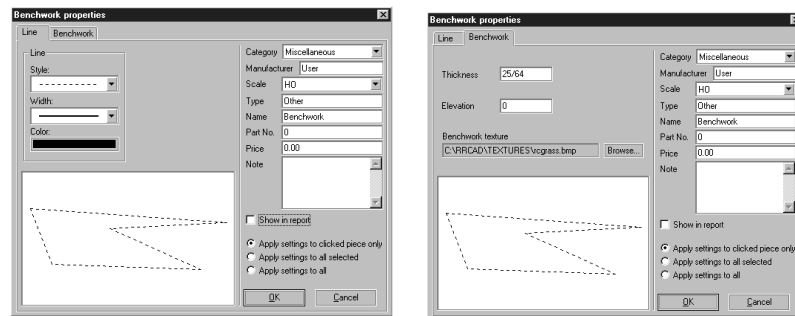 Benchwork properties
Line Benchwork
Line
Style:
Width:
Color:
Category Miscellaneous
Manufacturer User
Scale HO
Type Other
Name Benchwork
Part No. 0
Price 0.00
Note
Show in report
Apply settings to clicked piece only
Apply settings to all selected
Apply settings to all
OK Cancel
Benchwork properties
Line Benchwork
Thickness 25/64
Elevation 0
Benchwork texture
C:\RRCAD\TEXTURES\cgrass.bmp Browse...
Category Miscellaneous
Manufacturer User
Scale HO
Type Other
Name Benchwork
Part No. 0
Price 0.00
Note
Show in report
Apply settings to clicked piece only
Apply settings to all selected
Apply settings to all
OK Cancel